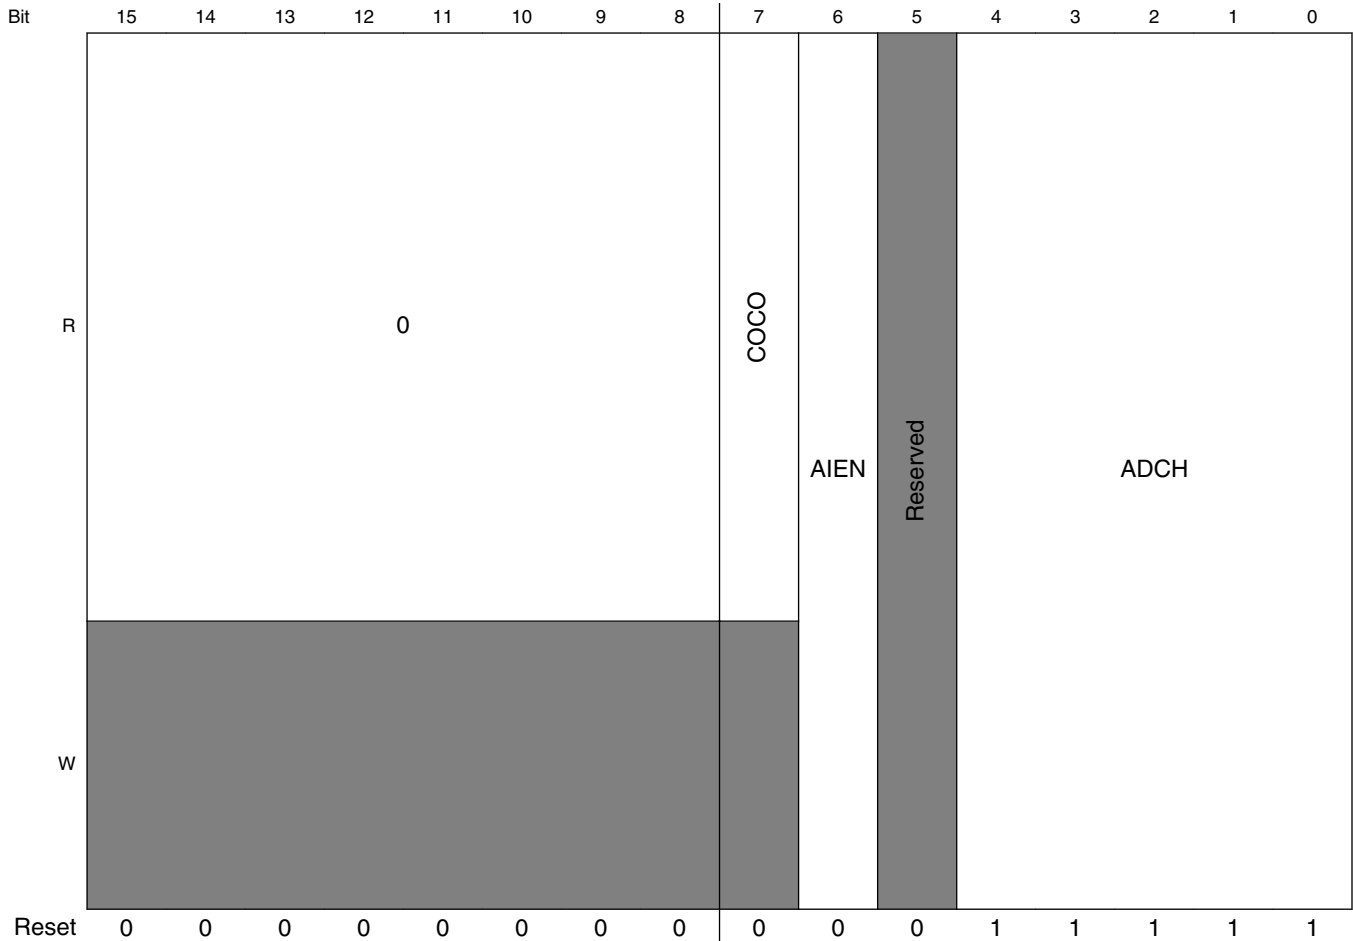 Bit 15 14 13 12 11 10 9 8 7 6 5 4 3 2 1 0
R 0 COCO
AIEN Reserved ADCH
W
Reset 0 0 0 0 0 0 0 0 0 0 0 1 1 1 1 1